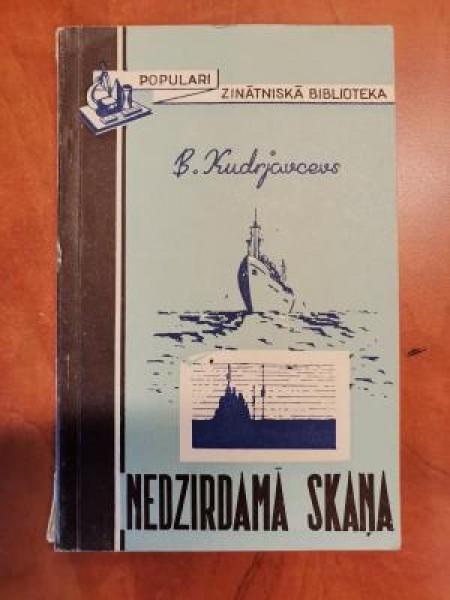 POPULARI
ZINĀTNISKĀ BIBLIOTEKA
B. Kudrjavcevs
NEDZIRDAMĀ SKAŅA